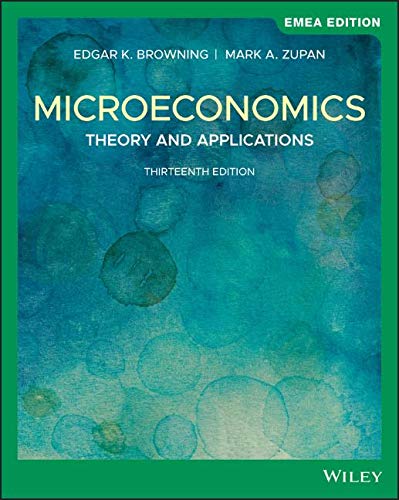 EMEA EDITION
EDGAR K. BROWNING | MARK A. ZUPAN
MICROECONOMICS
THEORY AND APPLICATIONS
THIRTEENTH EDITION
WILEY